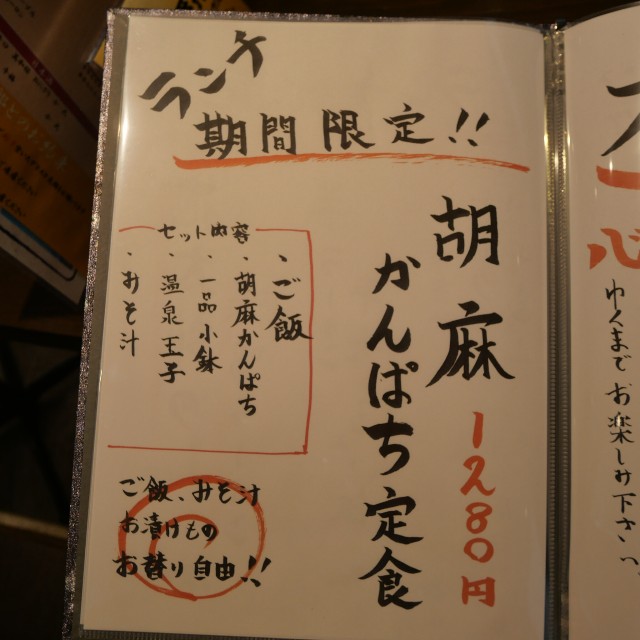 ランチ
期間限定!!
胡麻
かんぱち定食
1280円
セット内容
・ご飯
・胡麻かんぱち
・一品小鉢
・温泉玉子
・おそ汁
ご飯、みそ汁
お漬けもの
お替り自由!!
ゆくまでお楽しみ下さいっ